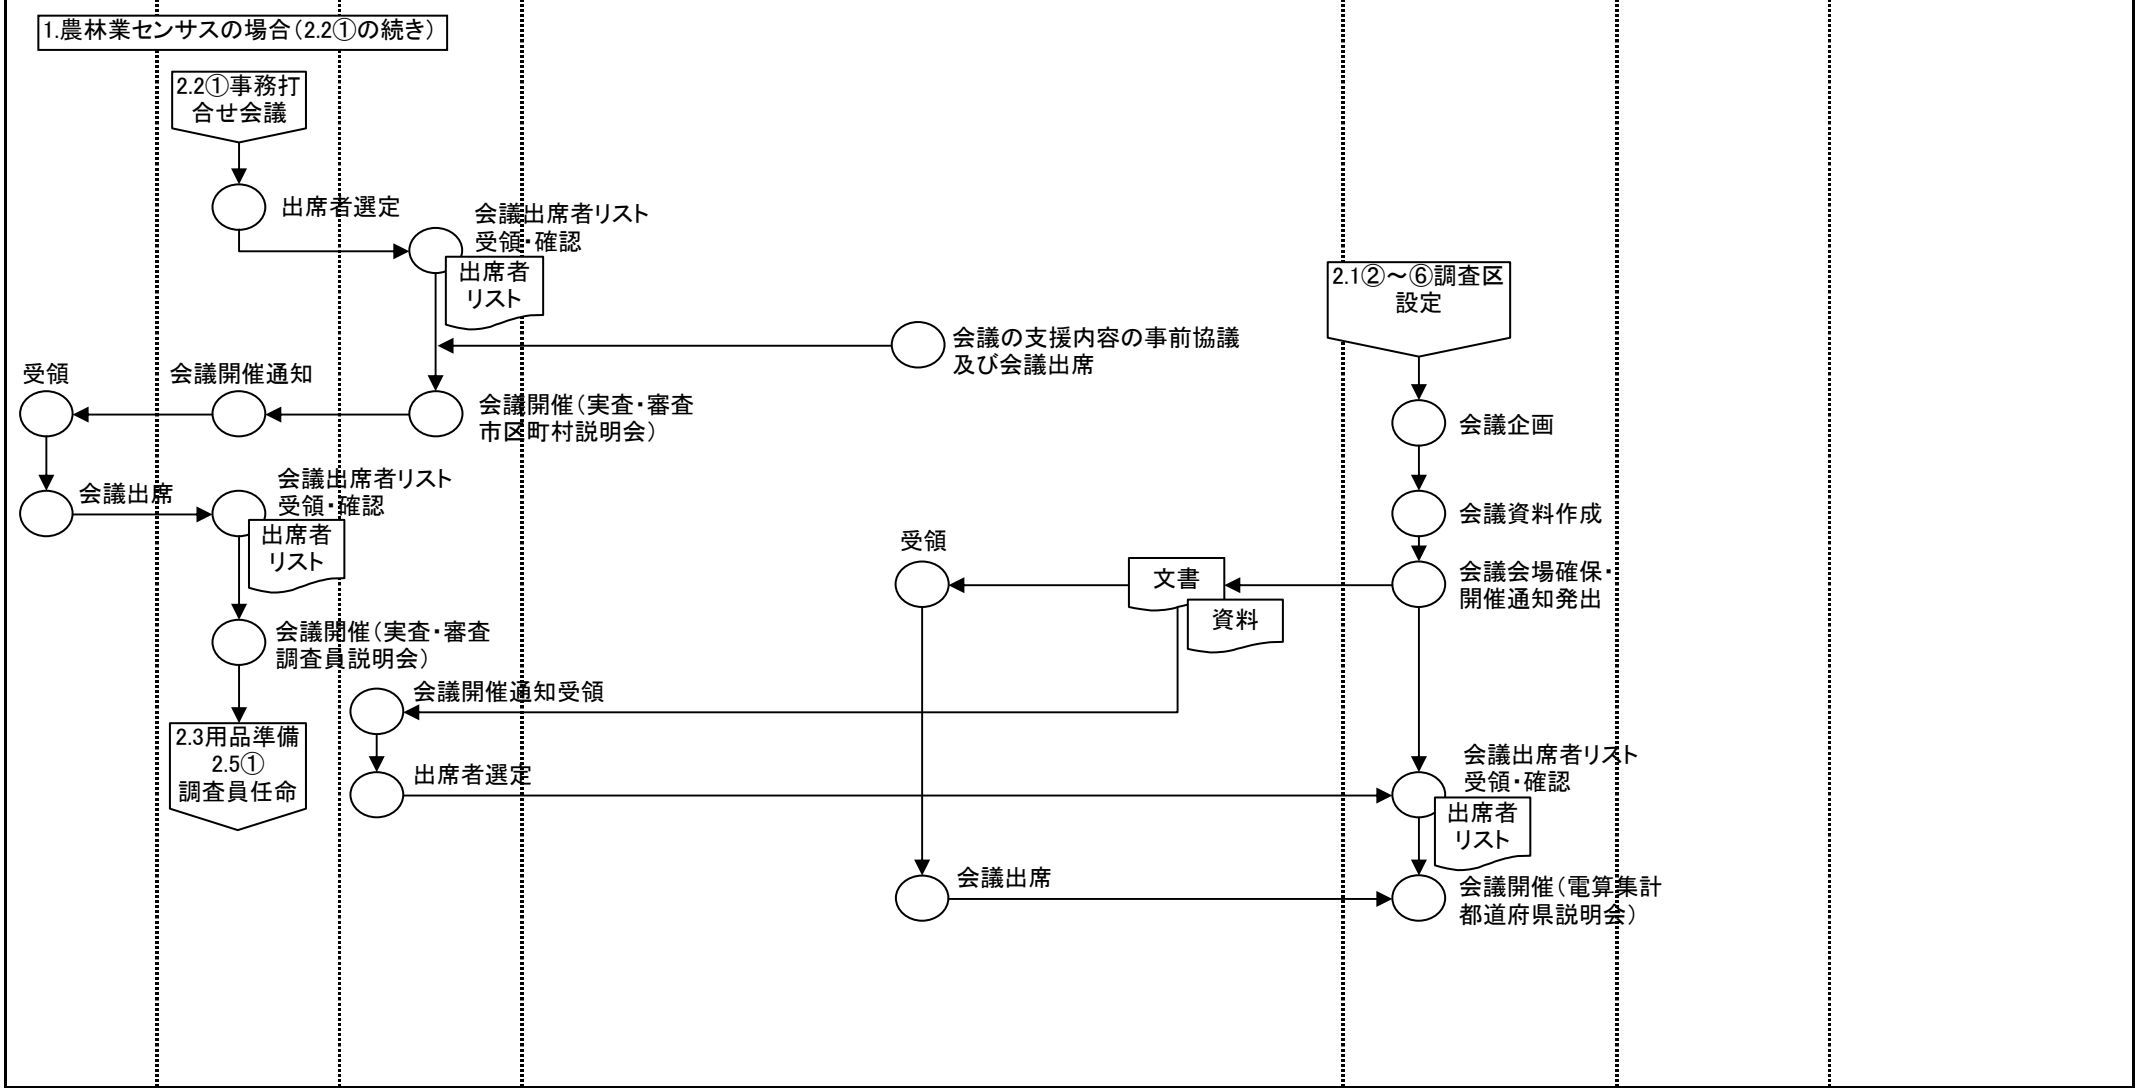 1.農林業センサスの場合（2.2①の続き）
2.2①事務打
合せ会議
出席者選定
会議出席者リスト
受領・確認
出席者
リスト
2.1②～⑥調査区
設定
会議の支援内容の事前協議
及び会議出席
受領
会議開催通知
会議開催（実査・審査
市区町村説明会）
会議企画
会議出席
会議出席者リスト
受領・確認
出席者
リスト
会議資料作成
受領
文書
資料
会議会場確保・
開催通知発出
会議開催（実査・審査
調査員説明会）
会議開催通知受領
2.3用品準備
2.5①
調査員任命
出席者選定
会議出席者リスト
受領・確認
出席者
リスト
会議出席
会議開催（電算集計
都道府県説明会）